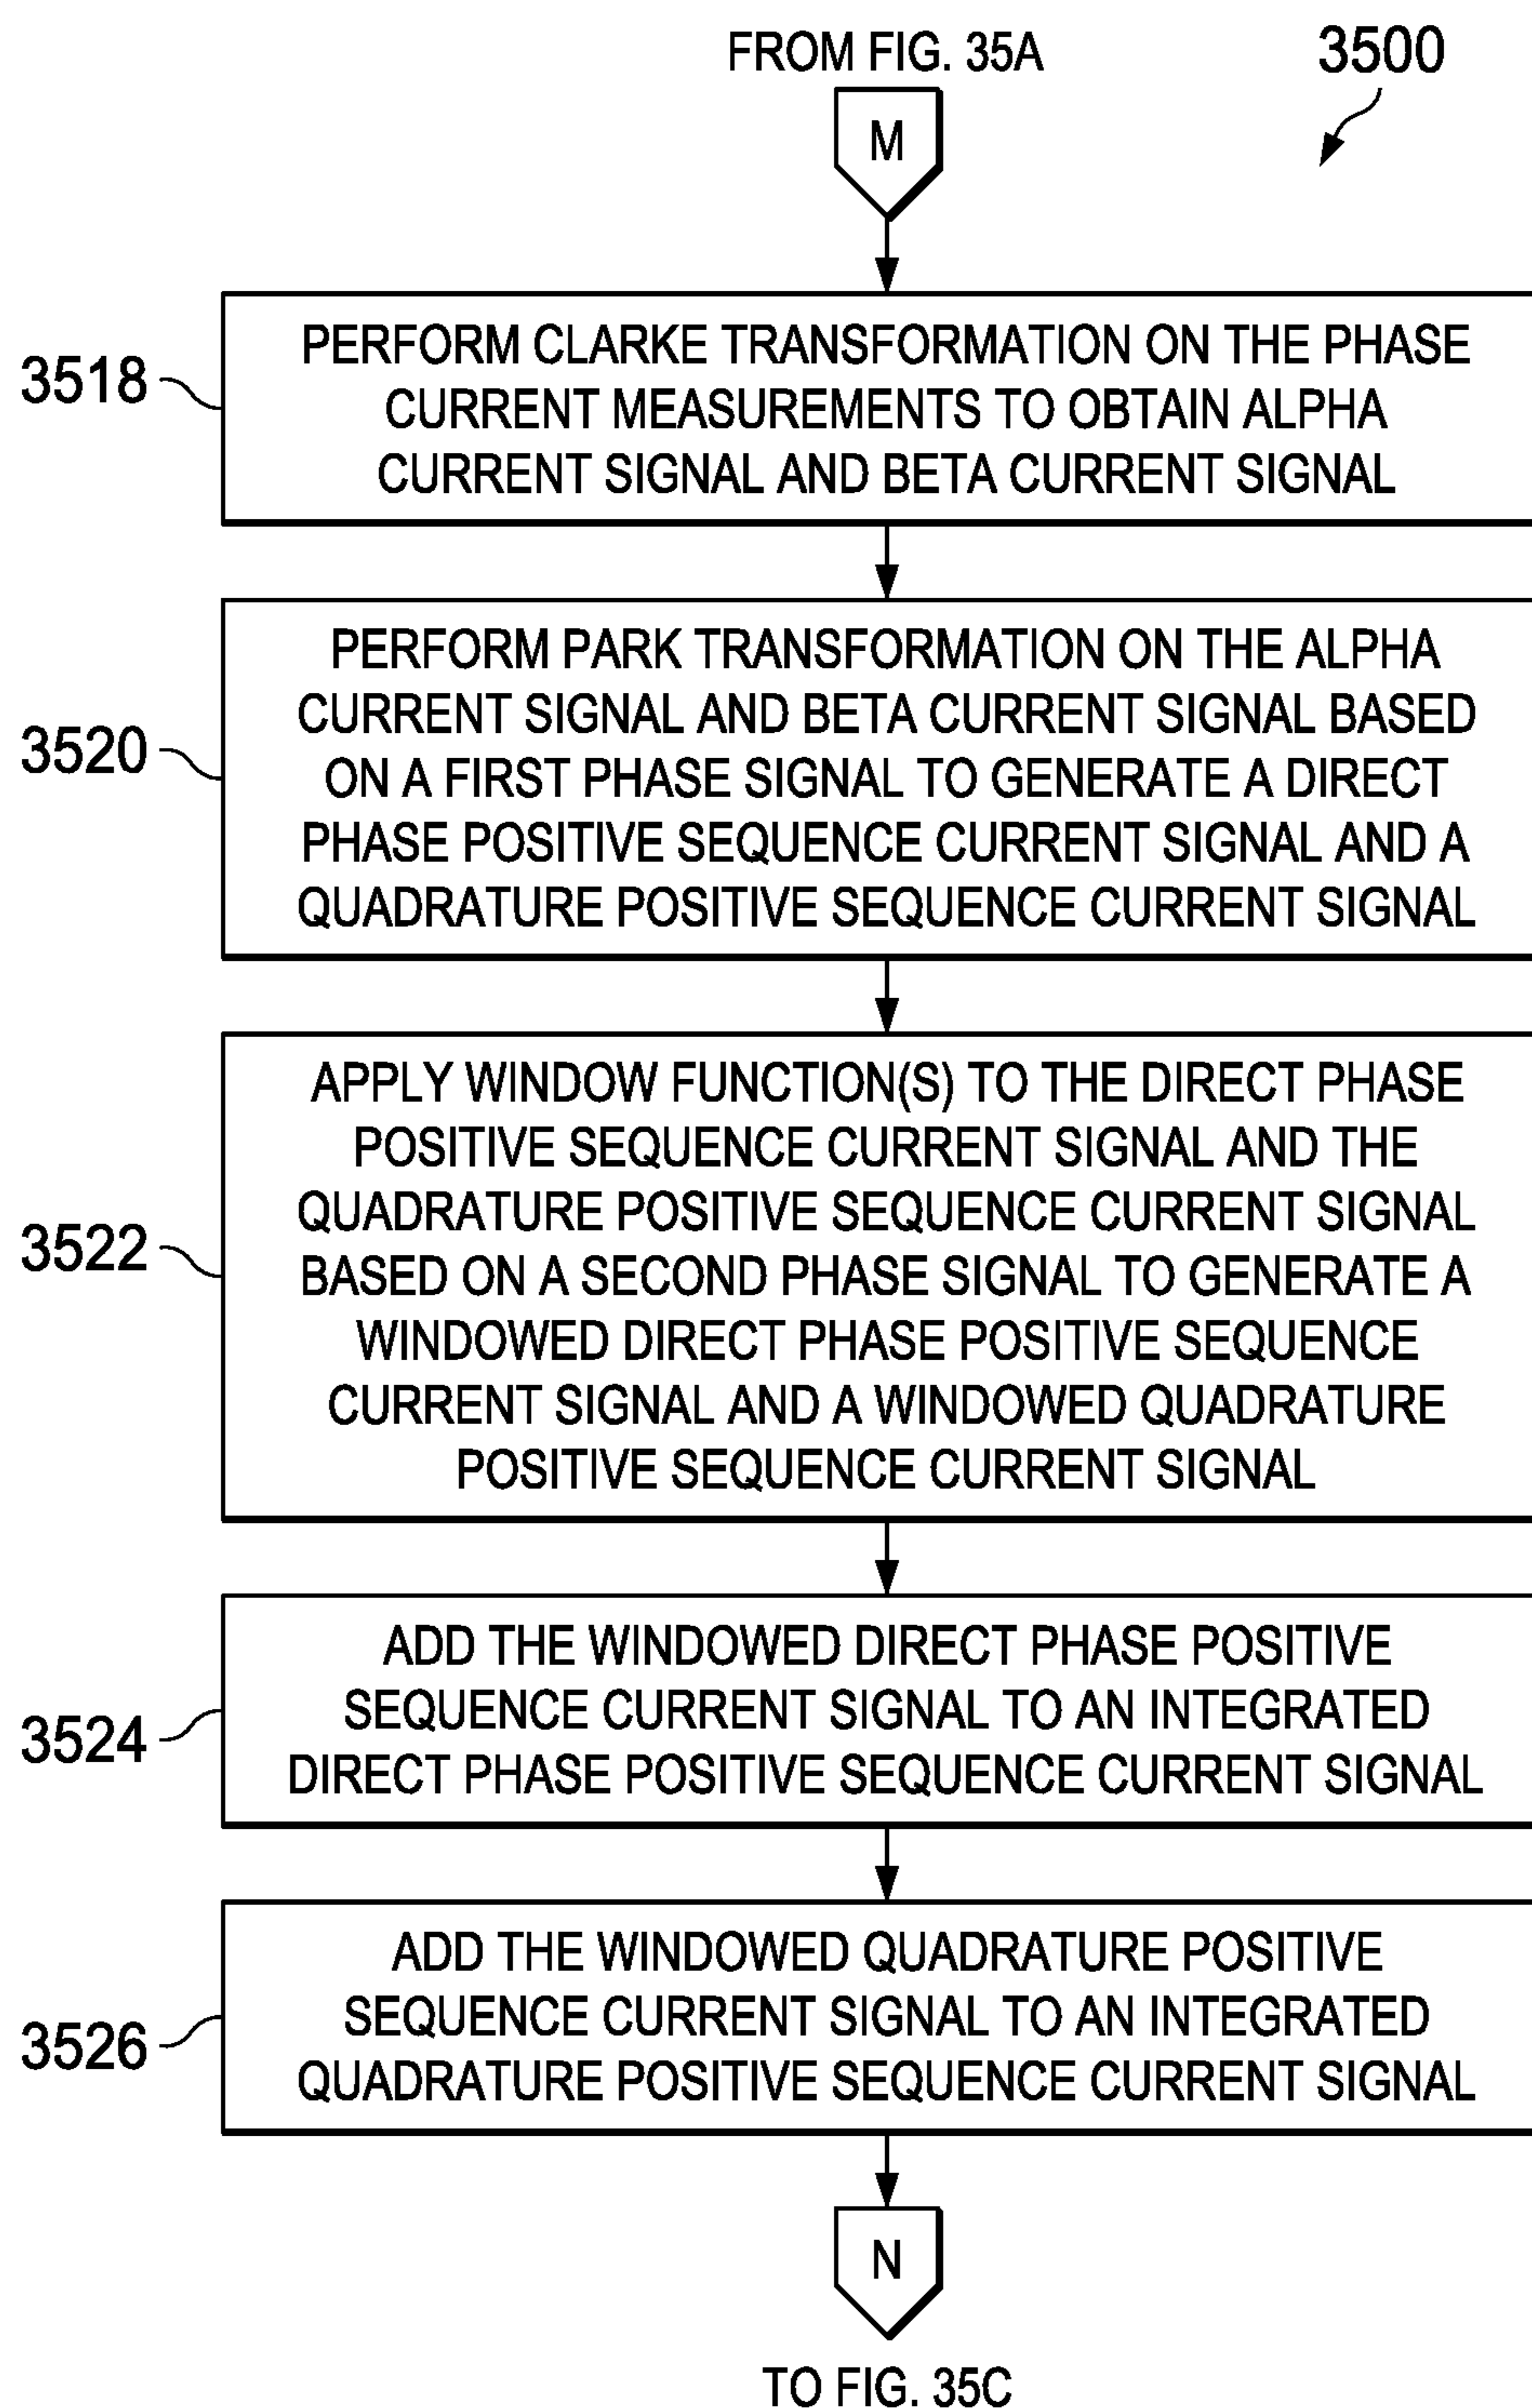 FROM FIG. 35A
3500
M
3518
PERFORM CLARKE TRANSFORMATION ON THE PHASE
CURRENT MEASUREMENTS TO OBTAIN ALPHA
CURRENT SIGNAL AND BETA CURRENT SIGNAL
3520
PERFORM PARK TRANSFORMATION ON THE ALPHA
CURRENT SIGNAL AND BETA CURRENT SIGNAL BASED
ON A FIRST PHASE SIGNAL TO GENERATE A DIRECT
PHASE POSITIVE SEQUENCE CURRENT SIGNAL AND A
QUADRATURE POSITIVE SEQUENCE CURRENT SIGNAL
3522
APPLY WINDOW FUNCTION(S) TO THE DIRECT PHASE
POSITIVE SEQUENCE CURRENT SIGNAL AND THE
QUADRATURE POSITIVE SEQUENCE CURRENT SIGNAL
BASED ON A SECOND PHASE SIGNAL TO GENERATE A
WINDOWED DIRECT PHASE POSITIVE SEQUENCE
CURRENT SIGNAL AND A WINDOWED QUADRATURE
POSITIVE SEQUENCE CURRENT SIGNAL
3524
ADD THE WINDOWED DIRECT PHASE POSITIVE
SEQUENCE CURRENT SIGNAL TO AN INTEGRATED
DIRECT PHASE POSITIVE SEQUENCE CURRENT SIGNAL
3526
ADD THE WINDOWED QUADRATURE POSITIVE
SEQUENCE CURRENT SIGNAL TO AN INTEGRATED
QUADRATURE POSITIVE SEQUENCE CURRENT SIGNAL
N
TO FIG. 35C